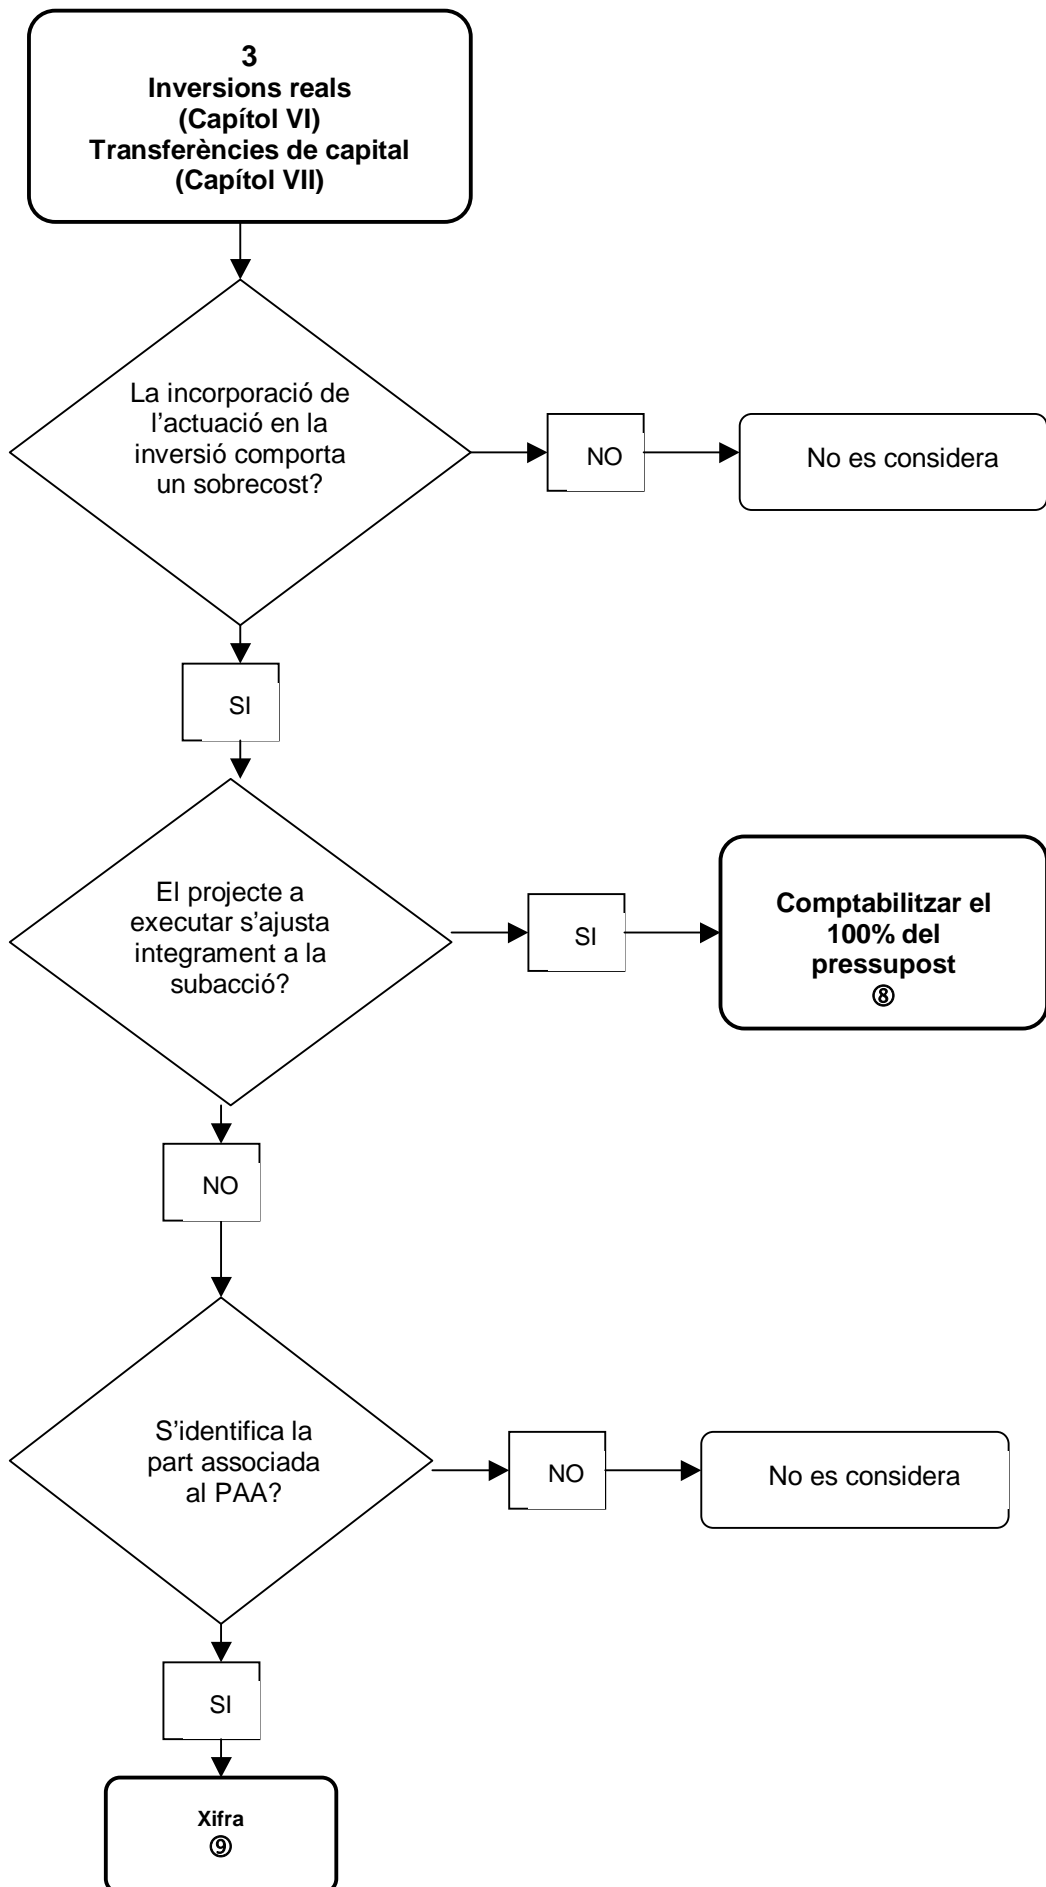 3
Inversions reals
(Capítol VI)
Transferències de capital
(Capítol VII)
La incorporació de
l’actuació en la
inversió comporta
un sobrecost?
NO
No es considera
SI
El projecte a
executar s’ajusta
integrament a la
subacció?
SI
Comptabilitzar el
100% del
pressupost
⑧
NO
S’identifica la
part associada
al PAA?
NO
No es considera
SI
Xifra
⑨